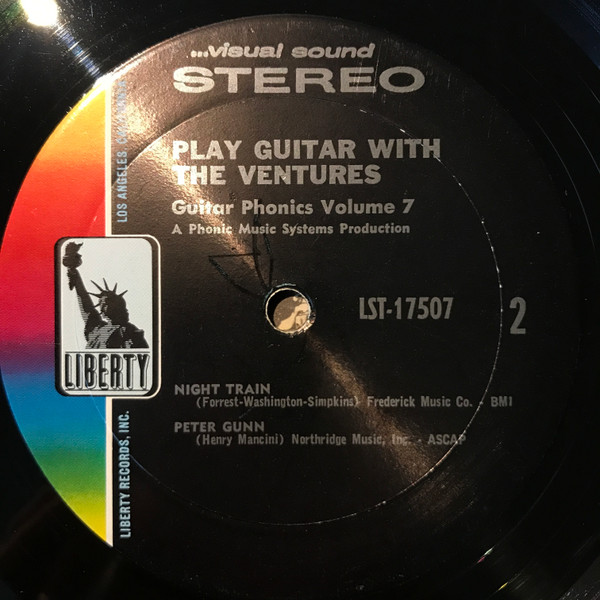 ...visual sound
STEREO
PLAY GUITAR WITH
THE VENTURES
Guitar Phonics Volume 7
A Phonic Music Systems Production
LST-17507
2
NIGHT TRAIN
(Forrest-Washington-Simpkins) Frederick Music Co. - BMI
PETER GUNN
(Henry Mancini) Northridge Music, Inc. - ASCAP
LIBERTY
LIBERTY RECORDS, INC.
LOS ANGELES,